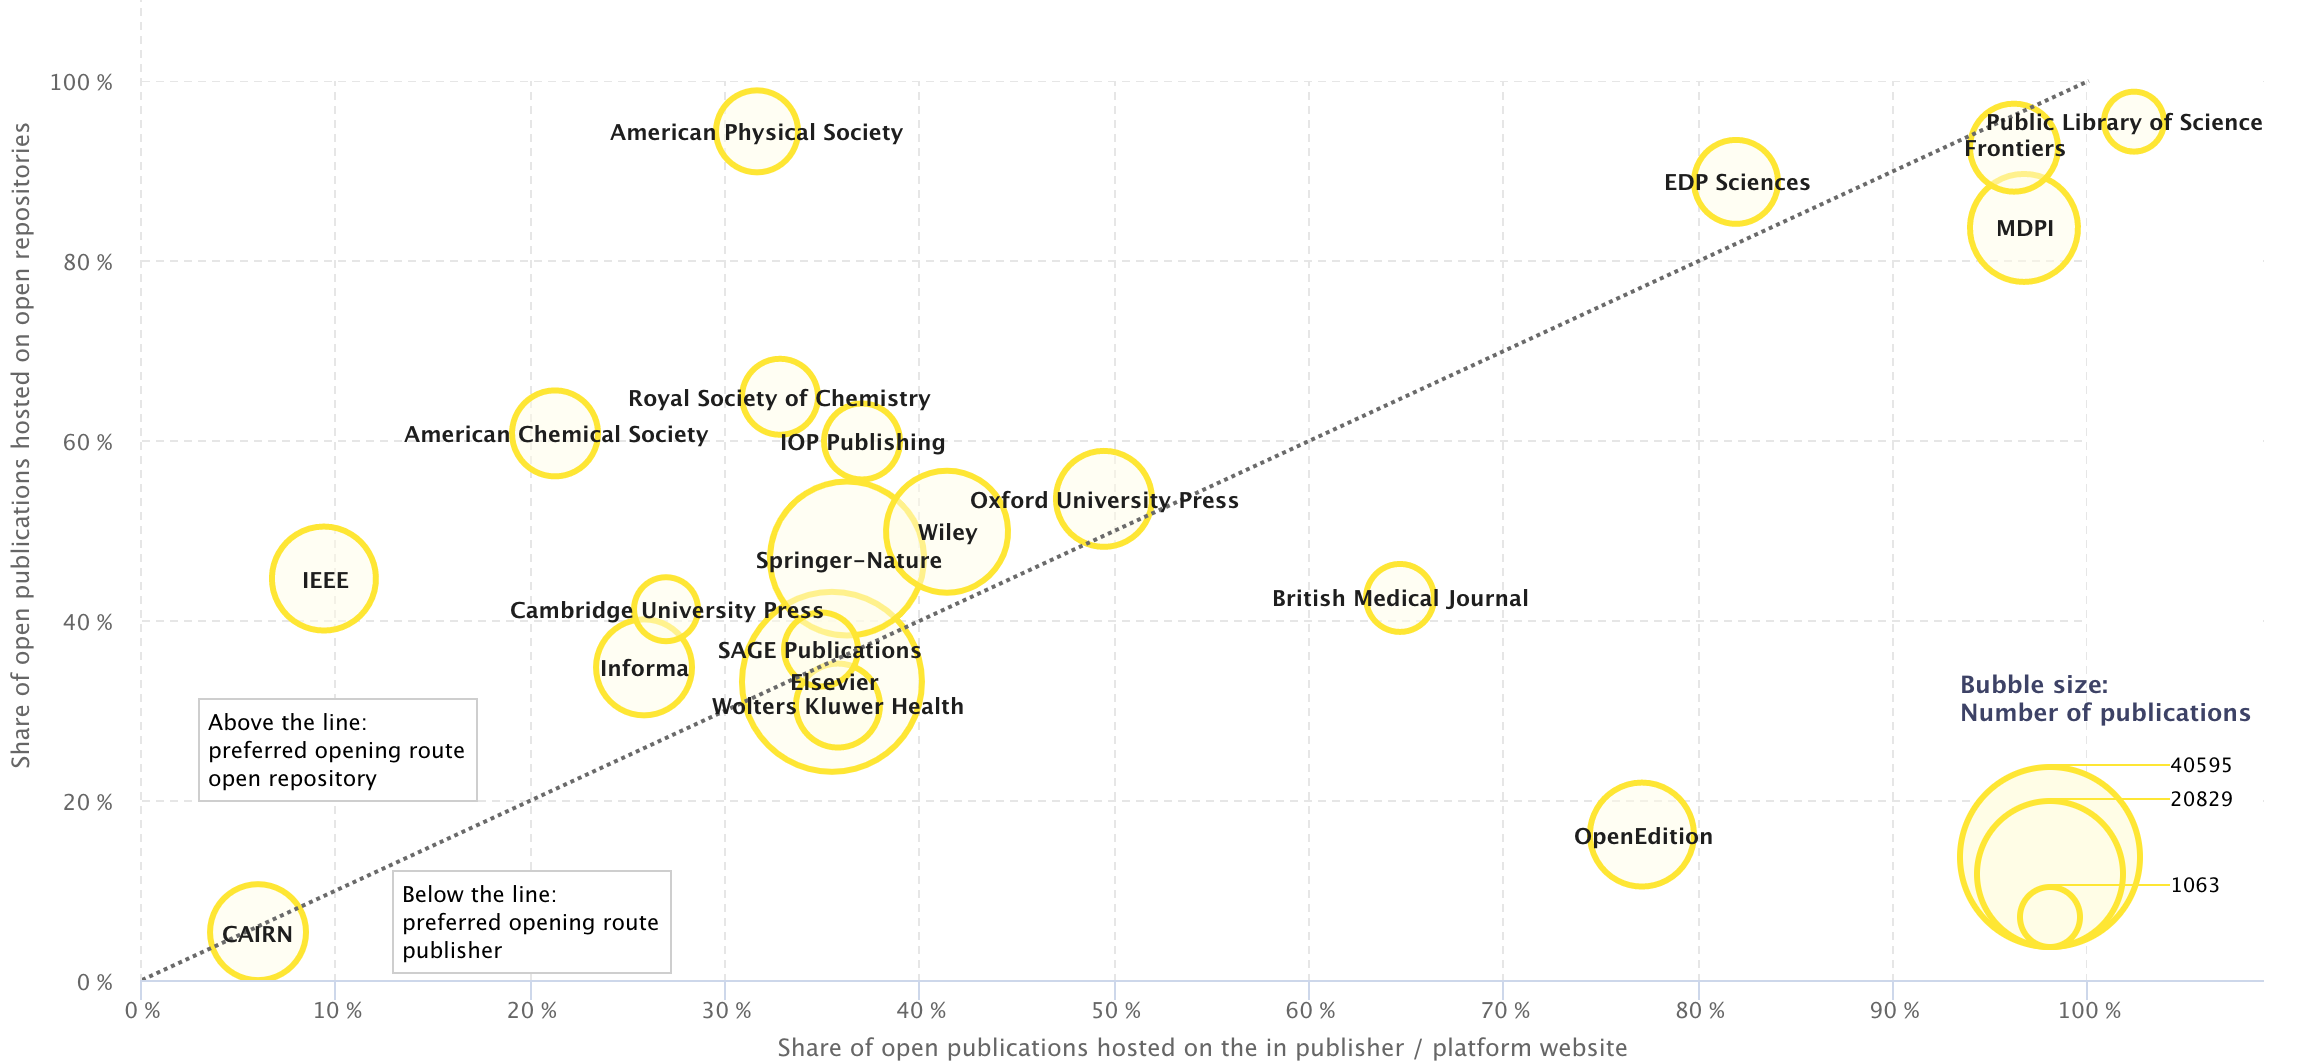 Share of open publications hosted on open repositories
100 %
80 %
60 %
40 %
20 %
0 %
American Physical Society
Public Library of Science
Frontiers
EDP Sciences
MDPI
Royal Society of Chemistry
American Chemical Society
IOP Publishing
Oxford University Press
Wiley
Springer-Nature
IEEE
British Medical Journal
Cambridge University Press
SAGE Publications
Informa
Elsevier
Wolters Kluwer Health
OpenEdition
CAIRN
Above the line:
preferred opening route
open repository
Below the line:
preferred opening route
publisher
Bubble size:
Number of publications
40595
20829
1063
0 %
10 %
20 %
30 %
40 %
50 %
60 %
70 %
80 %
90 %
100 %
Share of open publications hosted on the in publisher / platform website